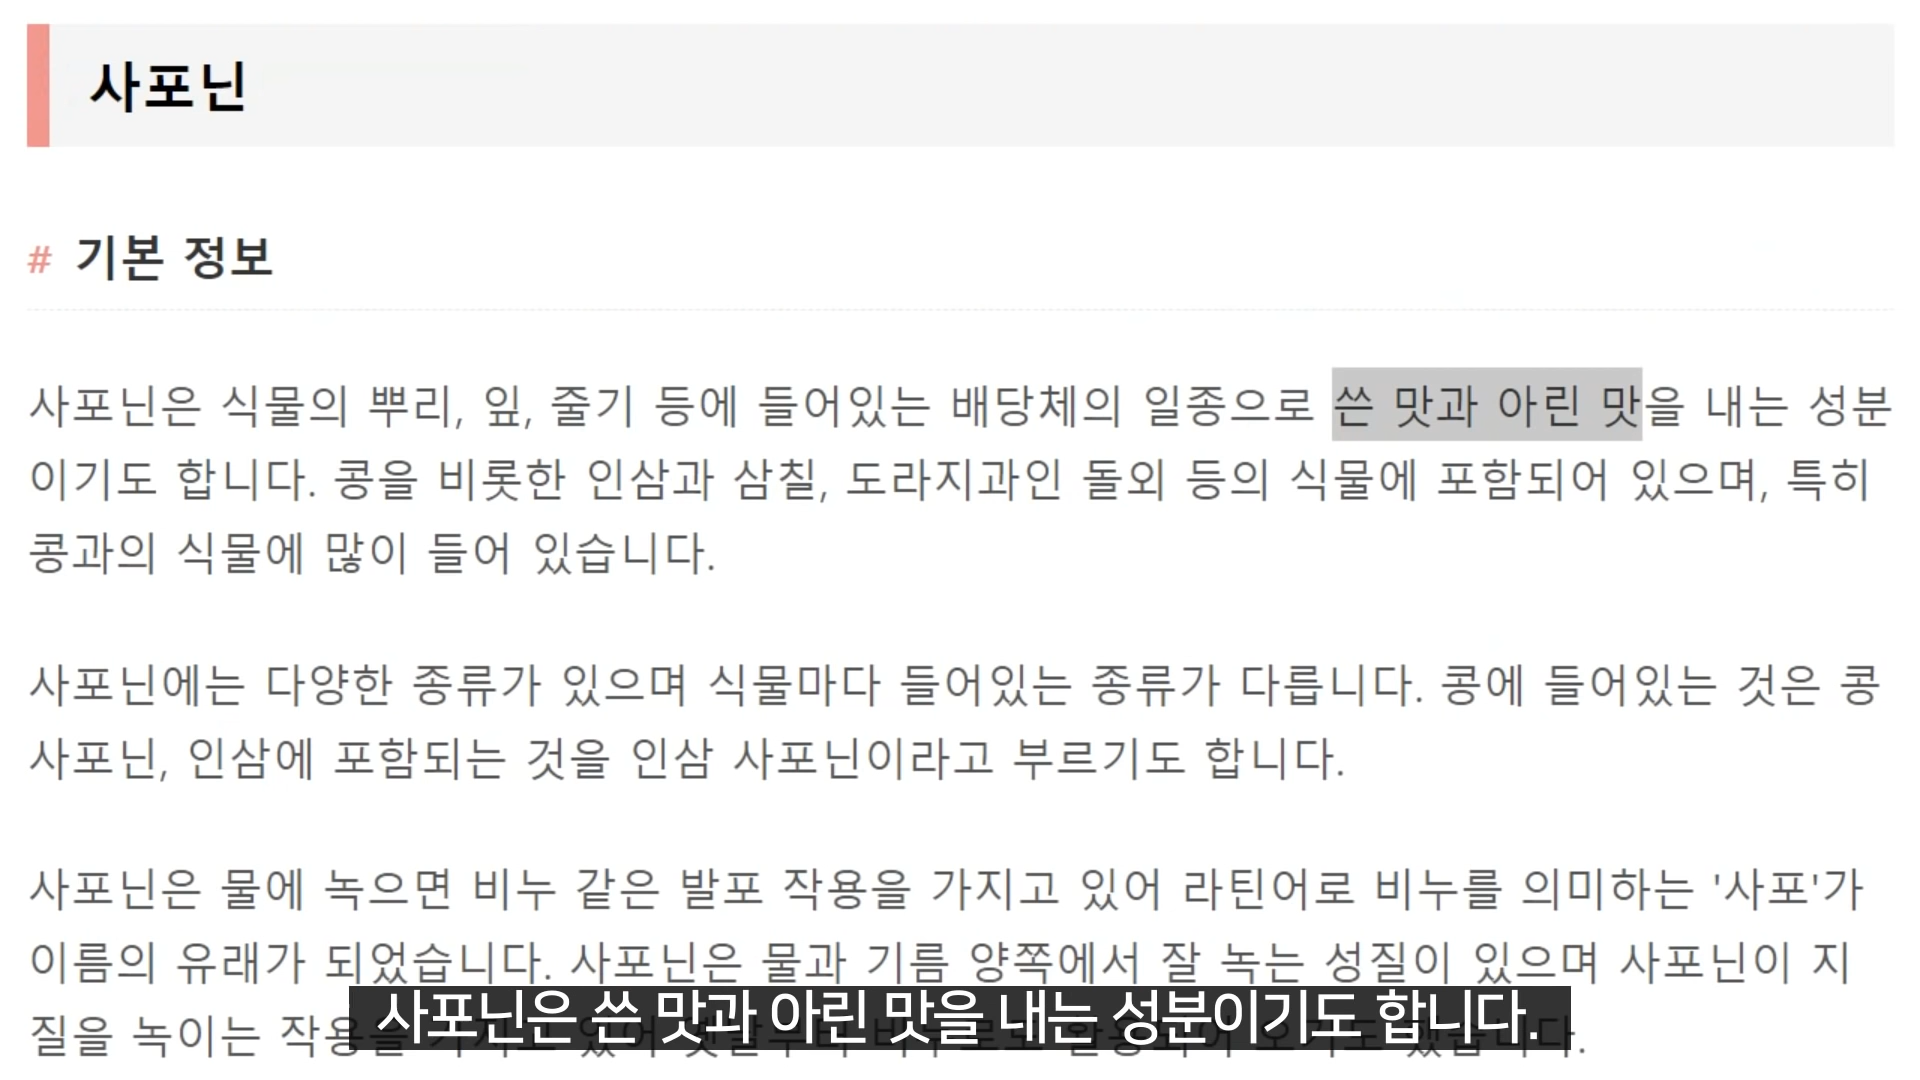 사포닌
# 기본 정보
사포닌은 식물의 뿌리, 잎, 줄기 등에 들어있는 배당체의 일종으로 쓴 맛과 아린 맛을 내는 성분
이기도 합니다. 콩을 비롯한 인삼과 삼칠, 도라지과인 돌외 등의 식물에 포함되어 있으며, 특히
콩과의 식물에 많이 들어 있습니다.
사포닌에는 다양한 종류가 있으며 식물마다 들어있는 종류가 다릅니다. 콩에 들어있는 것은 콩
사포닌, 인삼에 포함되는 것을 인삼 사포닌이라고 부르기도 합니다.
사포닌은 물에 녹으면 비누 같은 발포 작용을 가지고 있어 라틴어로 비누를 의미하는 '사포'가
이름의 유래가 되었습니다. 사포닌은 물과 기름 양쪽에서 잘 녹는 성질이 있으며 사포닌이 지
질을 녹이는
사포닌은 쓴 맛과 아린 맛을 내는 성분이기도 합니다.